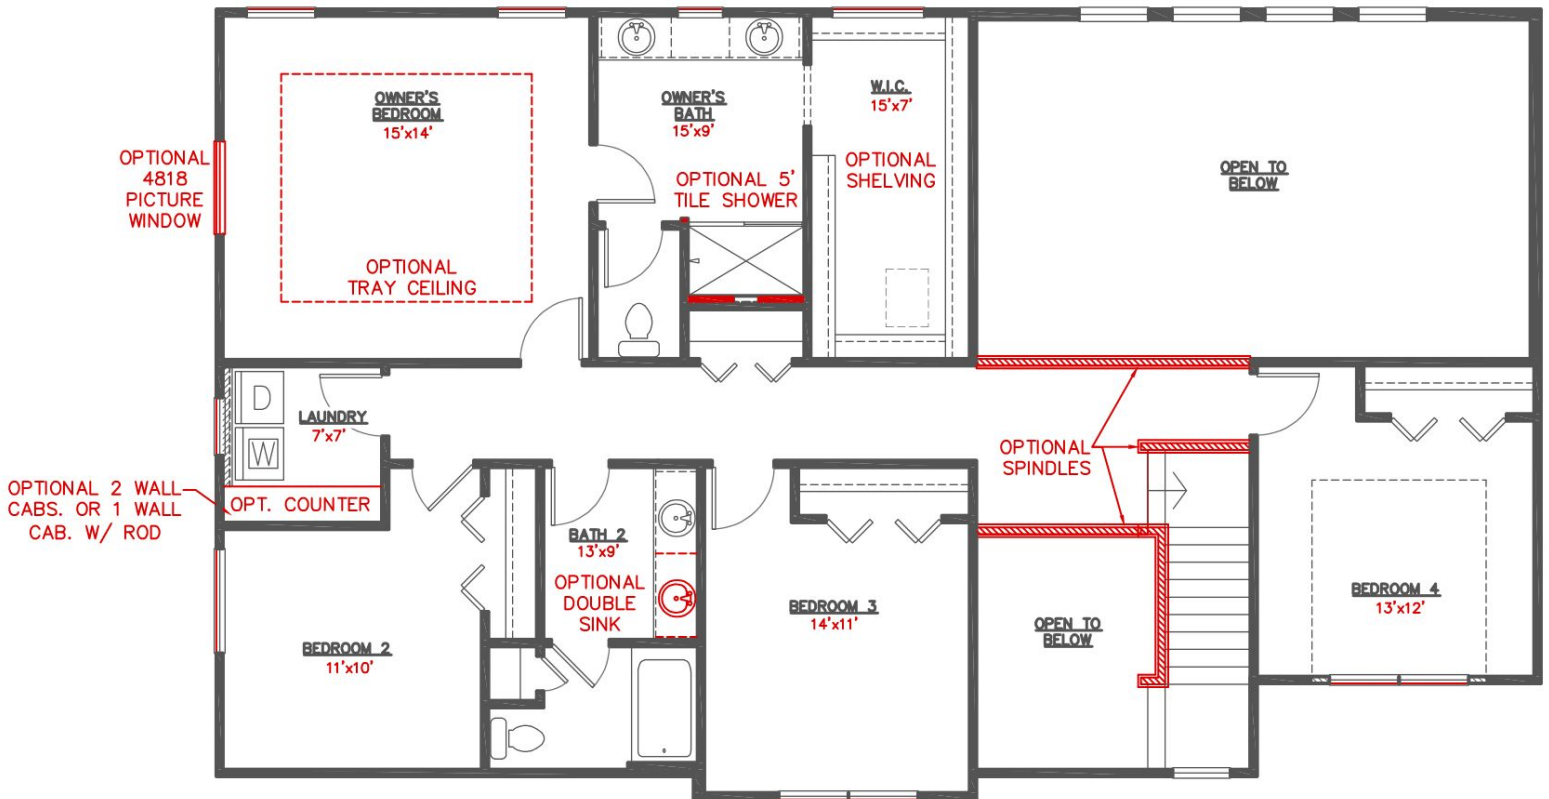 OWNER'S
BEDROOM
15'x14'
OWNER'S
BATH
15'x9'
W.I.C.
15'x7'
OPTIONAL
4818
PICTURE
WINDOW
OPTIONAL 5'
TILE SHOWER
OPTIONAL
SHELVING
OPEN TO
BELOW
OPTIONAL
TRAY CEILING
D
LAUNDRY
7'x7'
W
OPTIONAL
SPINDLES
OPTIONAL 2 WALL
CABS. OR 1 WALL
CAB. W/ ROD
OPT. COUNTER
BATH 2
13'x9'
OPTIONAL
DOUBLE
SINK
BEDROOM 2
11'x10'
BEDROOM 3
14'x11'
OPEN TO
BELOW
BEDROOM 4
13'x12'